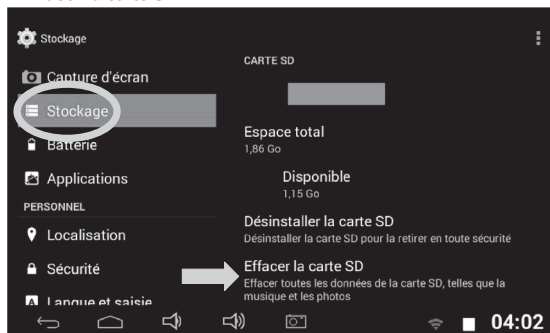 Stockage
Capture d'écran
Stockage
Batterie
Applications
PERSONNEL
Localisation
Sécurité
Langue et saisie
CARTE SD
Espace total
1,86 Go
Disponible
1,15 Go
Désinstaller la carte SD
Désinstaller la carte SD pour la retirer en toute sécurité
Effacer la carte SD
Effacer toutes les données de la carte SD, telles que la
musique et les photos
04:02